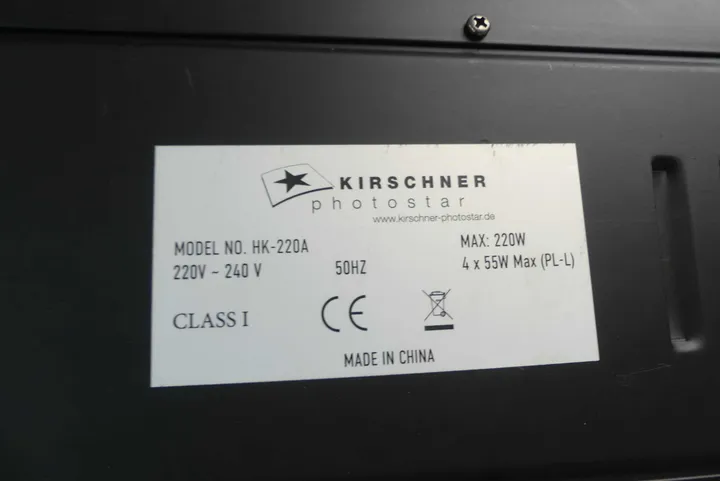 KIRSCHNER
photostar
www.kirschner-photostar.de
MODEL NO. HK-220A MAX: 220W
220V ~ 240 V 50HZ 4 x 55W Max (PL-L)
CLASS I CE
MADE IN CHINA